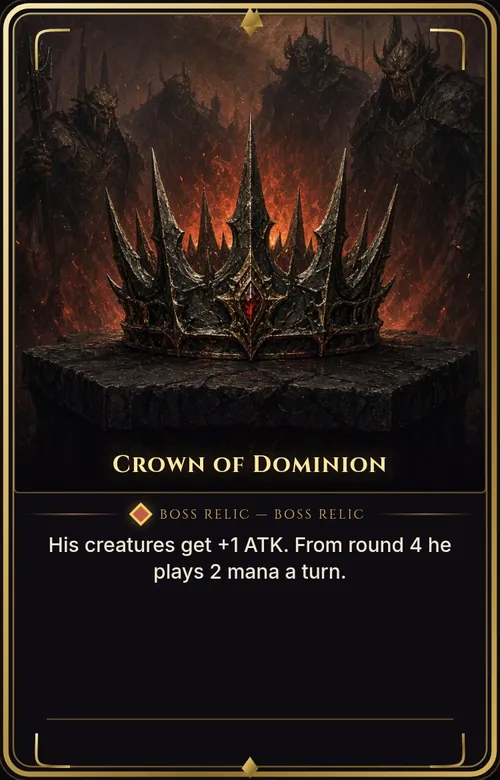 Crown of Dominion
BOSS RELIC — BOSS RELIC
His creatures get +1 ATK. From round 4 he
plays 2 mana a turn.